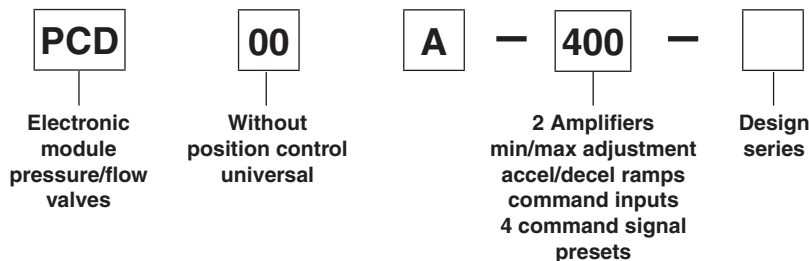 PCD 00 A – 400 –
Electronic
module
pressure/flow
valves
Without
position control
universal
2 Amplifiers
min/max adjustment
accel/decel ramps
command inputs
4 command signal
presets
Design
series